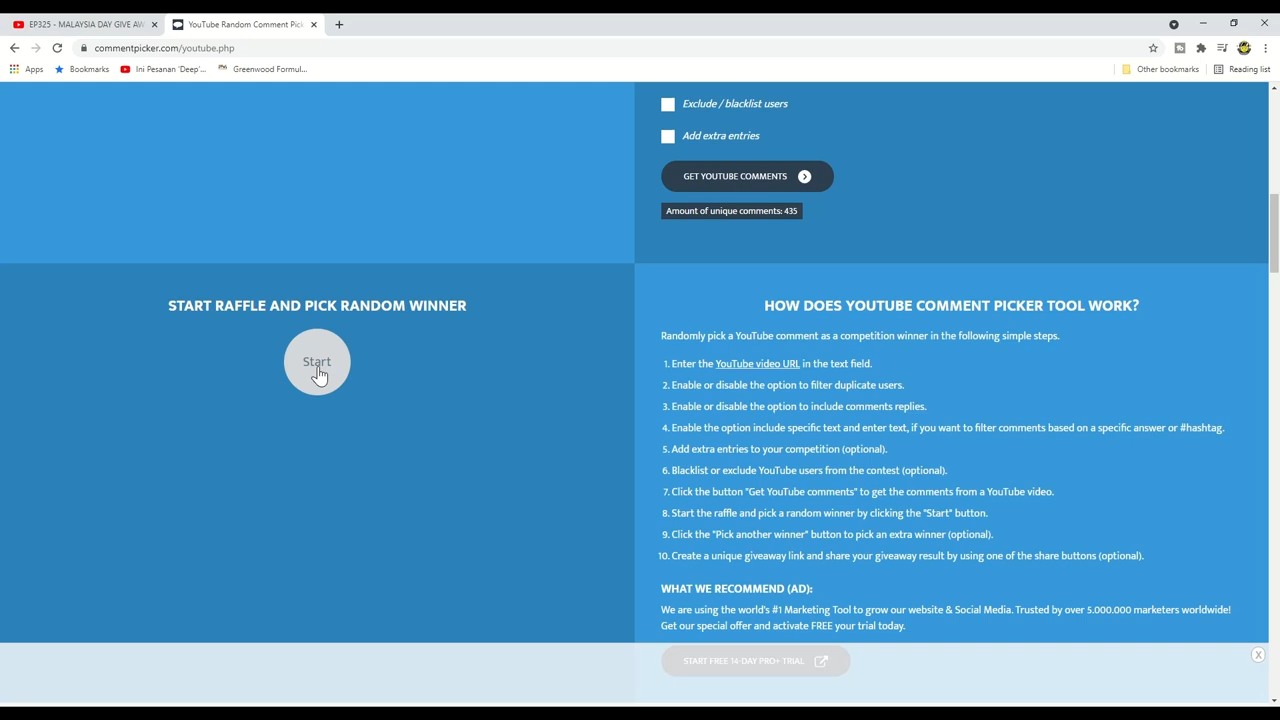 EP325 - MALAYSIA DAY GIVE AW
YouTube Random Comment Pick
commentpicker.com/youtube.php
Apps
Bookmarks
Ini Pesanan 'Deep'...
Greenwood Formul...
Other bookmarks
Reading list
Exclude / blacklist users
Add extra entries
GET YOUTUBE COMMENTS
Amount of unique comments: 435
START RAFFLE AND PICK RANDOM WINNER
Start
HOW DOES YOUTUBE COMMENT PICKER TOOL WORK?
Randomly pick a YouTube comment as a competition winner in the following simple steps.
1. Enter the YouTube video URL in the text field.
2. Enable or disable the option to filter duplicate users.
3. Enable or disable the option to include comments replies.
4. Enable the option include specific text and enter text, if you want to filter comments based on a specific answer or #hashtag.
5. Add extra entries to your competition (optional).
6. Blacklist or exclude YouTube users from the contest (optional).
7. Click the button "Get YouTube comments" to get the comments from a YouTube video.
8. Start the raffle and pick a random winner by clicking the "Start" button.
9. Click the "Pick another winner" button to pick an extra winner (optional).
10. Create a unique giveaway link and share your giveaway result by using one of the share buttons (optional).
WHAT WE RECOMMEND (AD):
We are using the world's #1 Marketing Tool to grow our website & Social Media. Trusted by over 5.000.000 marketers worldwide!
Get our special offer and activate FREE your trial today.
START FREE 14-DAY PRO+ TRIAL
X